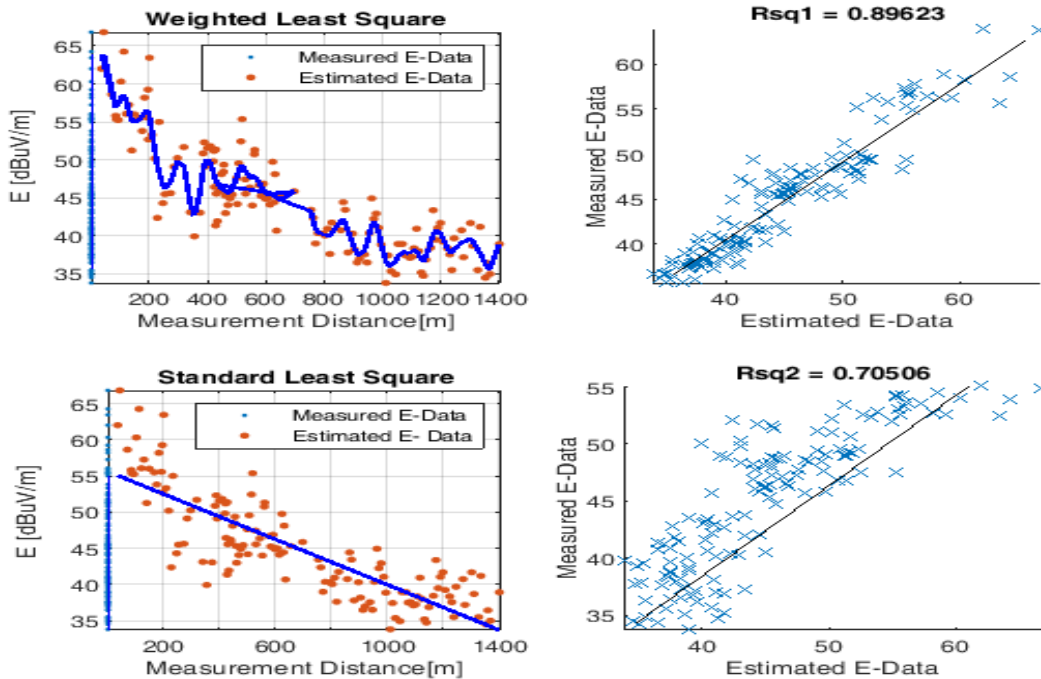 Weighted Least Square
E [dBuV/m]
65
60
55
50
45
40
35
Measured E-Data
Estimated E-Data
200 400 600 800 1000 1200 1400
Measurement Distance[m]
Rsq1 = 0.89623
Measured E-Data
60
50
40
40 50 60
Estimated E-Data
Standard Least Square
E [dBuV/m]
65
60
55
50
45
40
35
Measured E-Data
Estimated E- Data
200 400 600 800 1000 1200 1400
Measurement Distance[m]
Rsq2 = 0.70506
Measured E-Data
55
50
45
40
35
40 50 60
Estimated E-Data